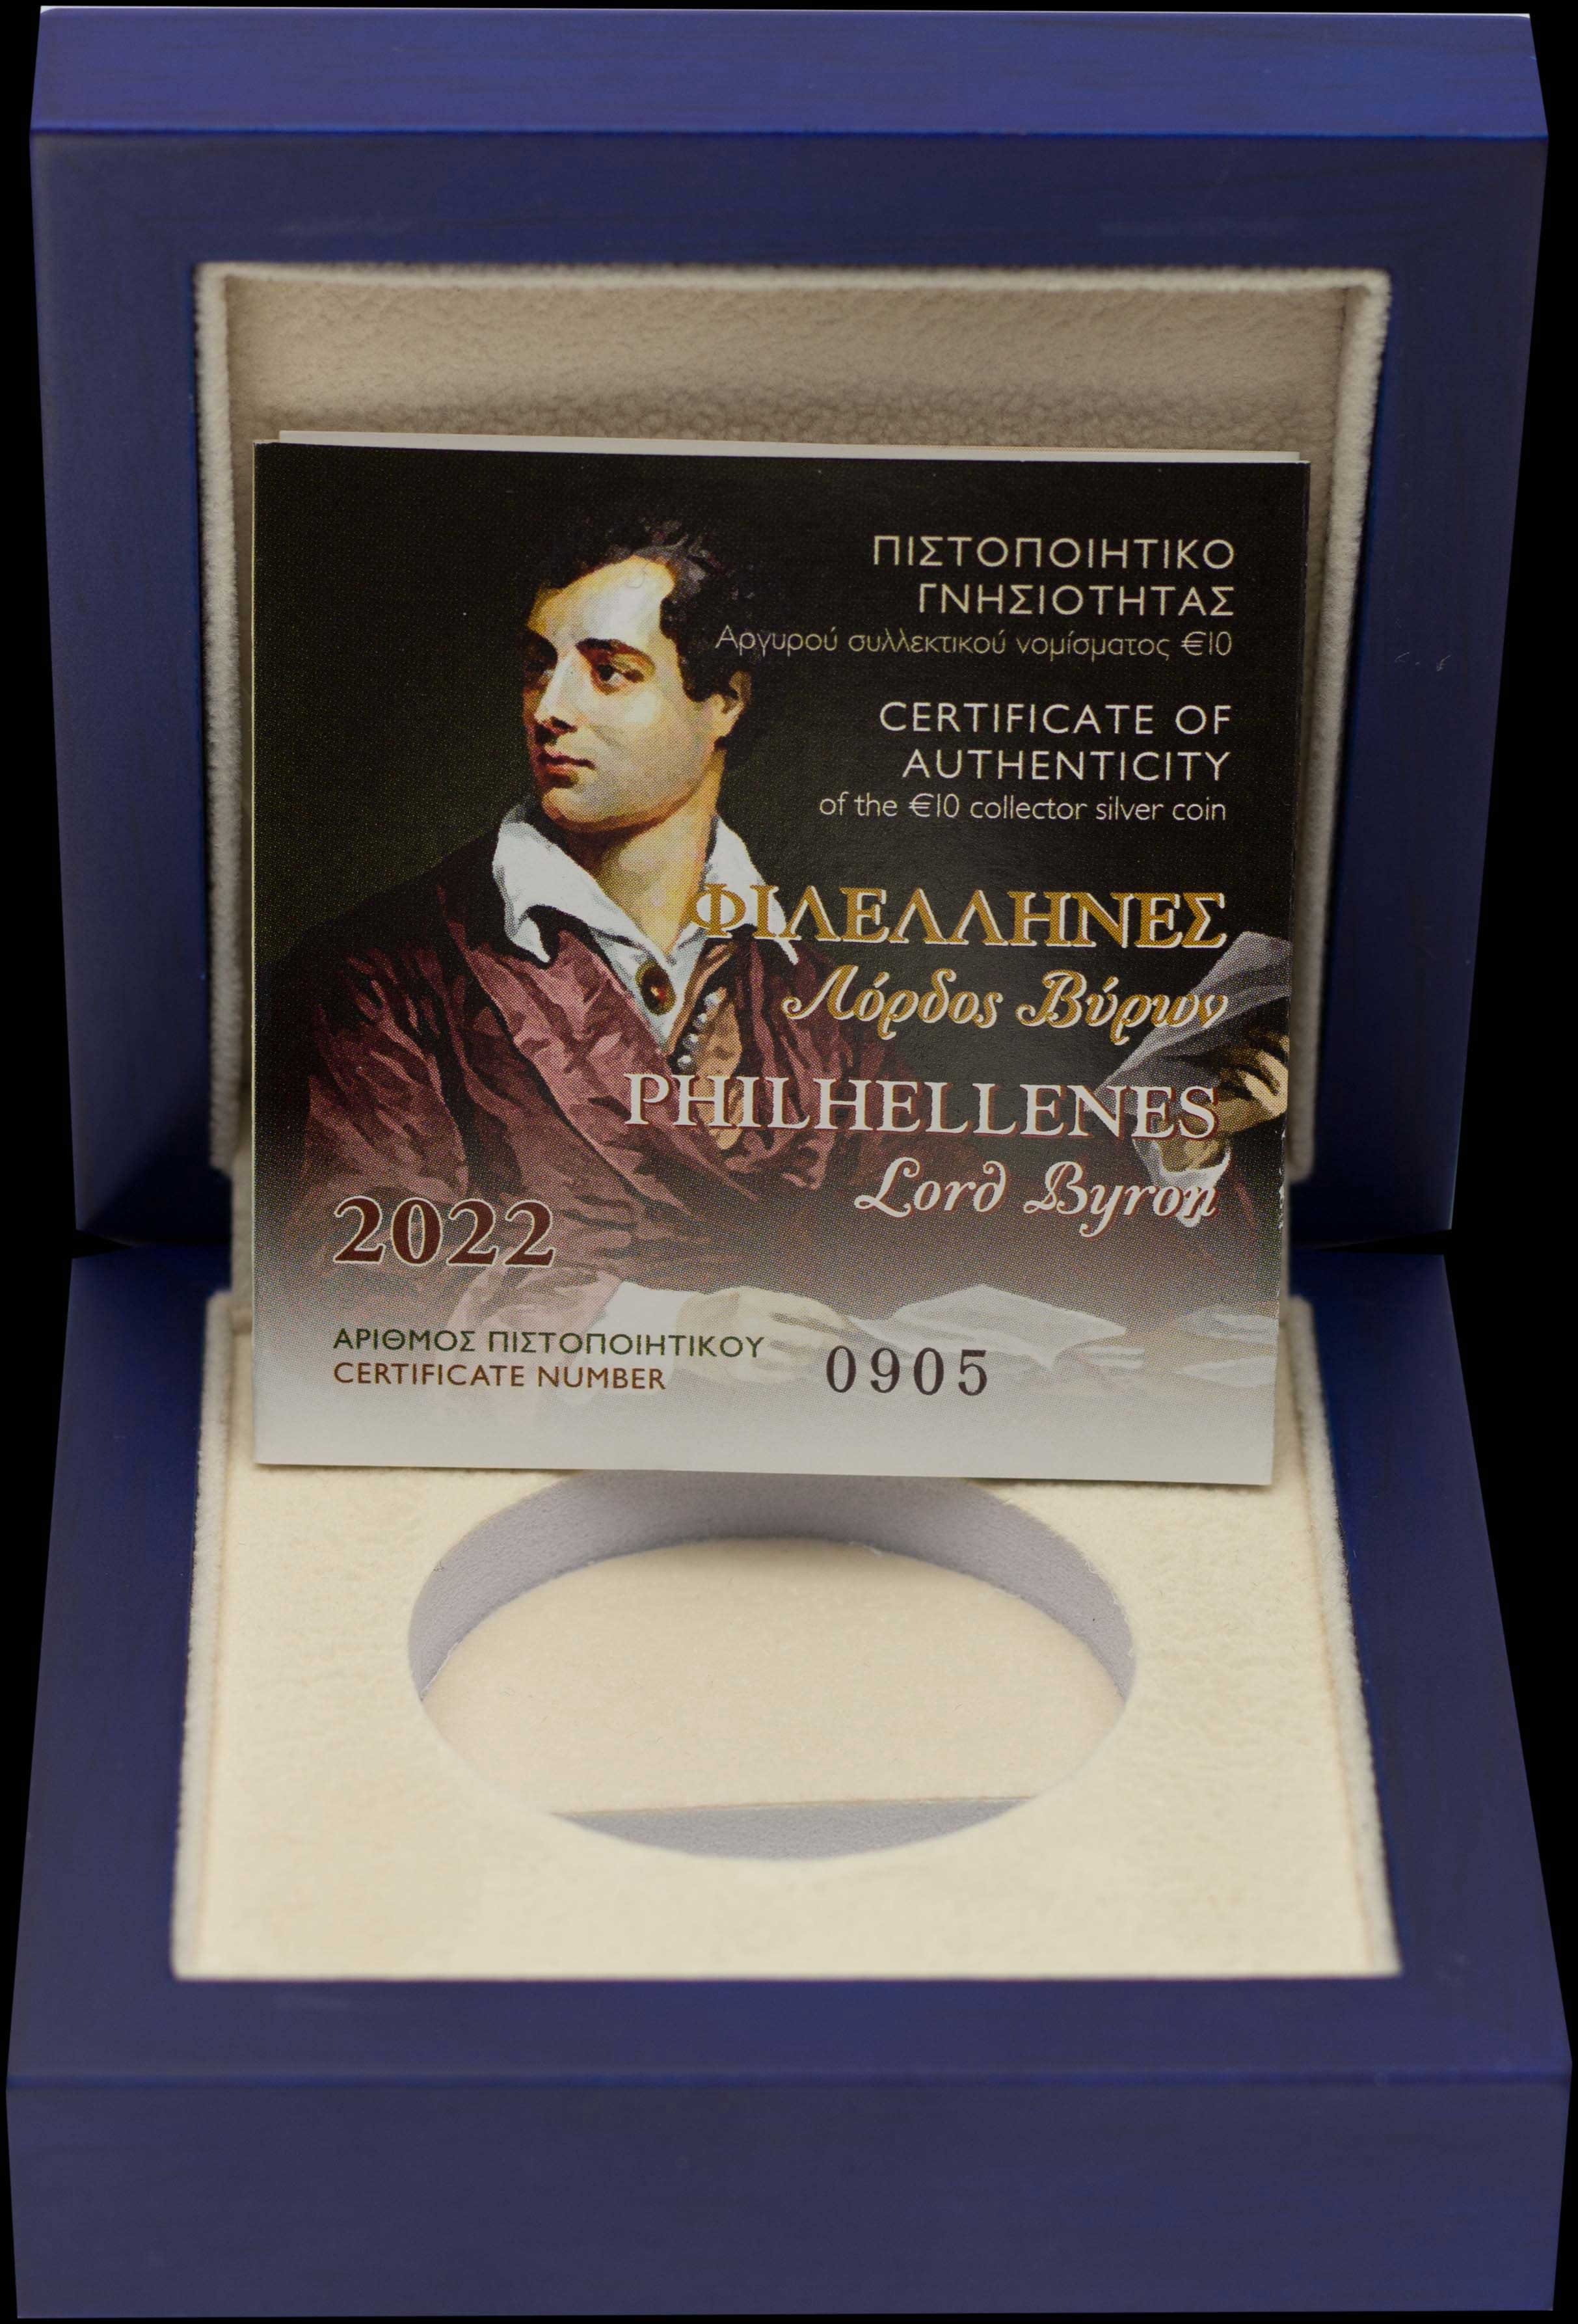 ΠΙΣΤΟΠΟΙΗΤΙΚΟ
ΓΝΗΣΙΟΤΗΤΑΣ
Αργυρού συλλεκτικού νομίσματος €10
CERTIFICATE OF
AUTHENTICITY
of the €10 collector silver coin
ΦΙΛΕΛΛΗΝΕΣ
Λόρδος Βύρων
PHILHELLENES
Lord Byron
2022
ΑΡΙΘΜΟΣ ΠΙΣΤΟΠΟΙΗΤΙΚΟΥ
CERTIFICATE NUMBER
0905